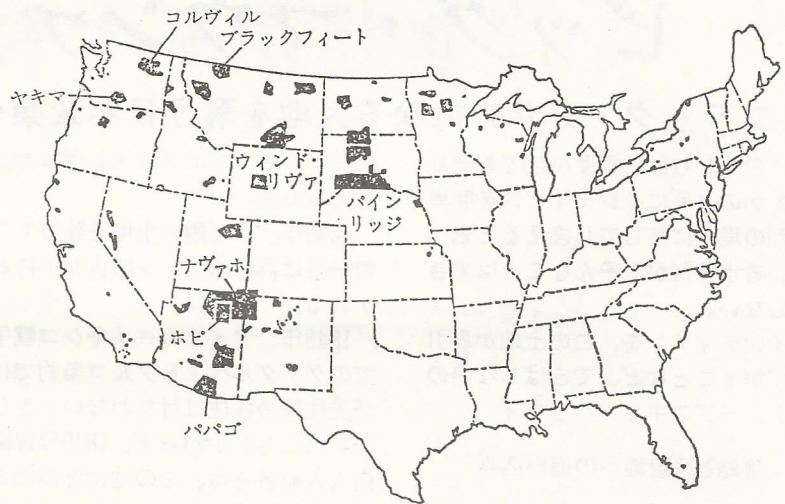 コルヴィル
ブラックフィート
ヤキマ
ウィンド・
リヴァ
パイン・
リッジ
ナヴァホ
ホピ
パパゴ